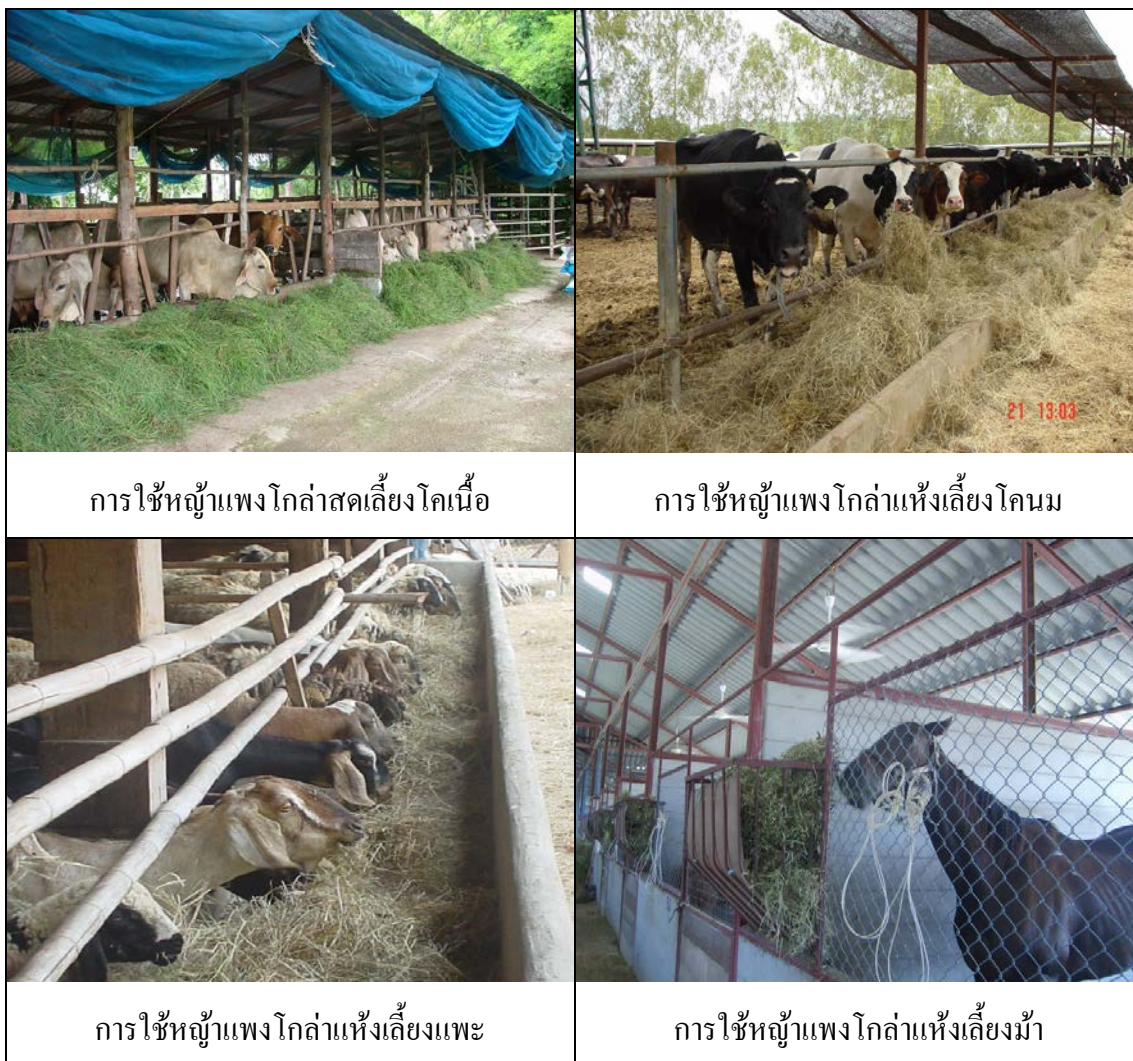 21 13:03
การใช้หญ้าแพงโกล่าสดเลี้ยงโคเนื้อ
การใช้หญ้าแพงโกล่าแห้งเลี้ยงโคนม
การใช้หญ้าแพงโกล่าแห้งเลี้ยงแพะ
การใช้หญ้าแพงโกล่าแห้งเลี้ยงม้า